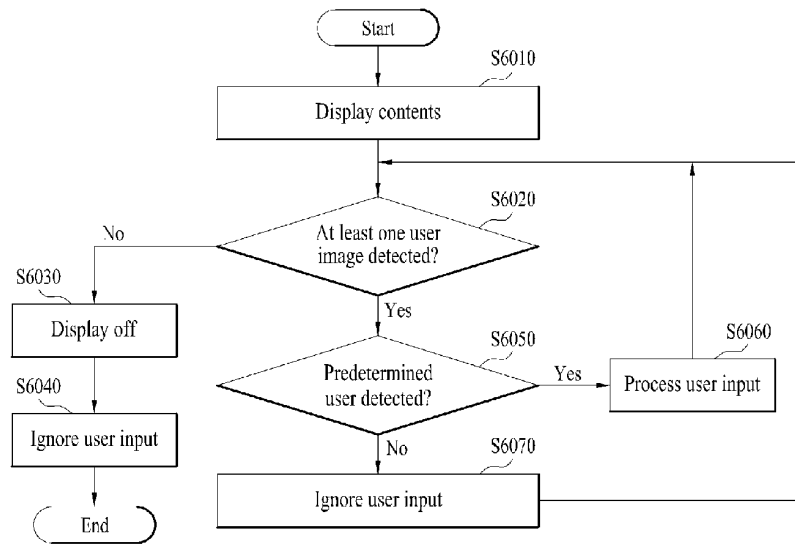 Start
S6010
Display contents
S6020
At least one user
image detected?
No
Yes
S6030
Display off
S6040
Ignore user input
End
S6050
Predetermined
user detected?
Yes
S6060
Process user input
No
S6070
Ignore user input